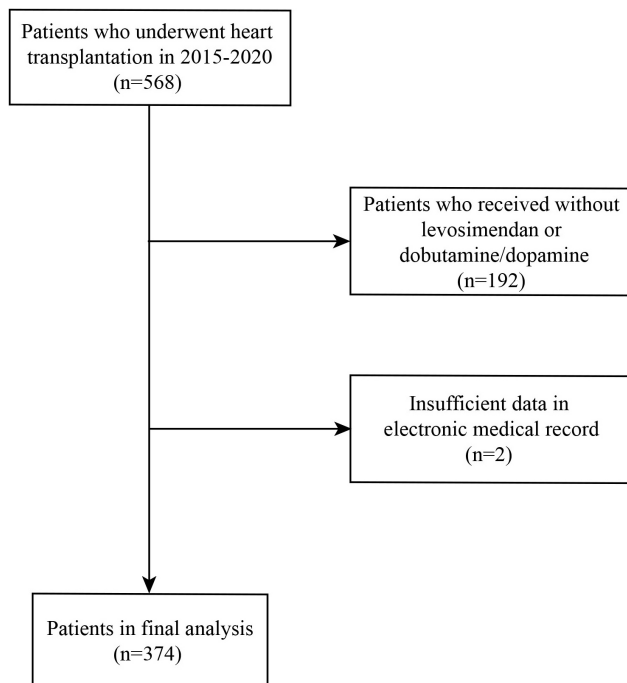 Patients who underwent heart
transplantation in 2015-2020
(n=568)
Patients who received without
levosimendan or
dobutamine/dopamine
(n=192)
Insufficient data in
electronic medical record
(n=2)
Patients in final analysis
(n=374)